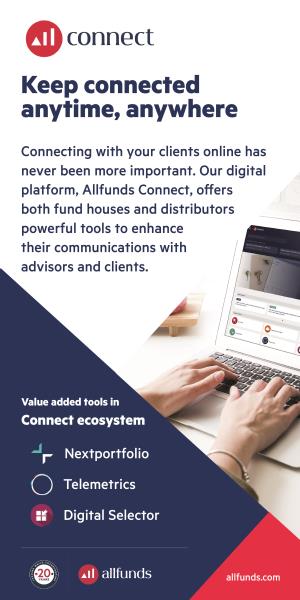 connect
Keep connected
anytime, anywhere
Connecting with your clients online has
never been more important. Our digital
platform, Allfunds Connect, offers
both fund houses and distributors
powerful tools to enhance
their communications with
advisors and clients.
Value added tools in
Connect ecosystem
Nextportfolio
Telemetrics
Digital Selector
20
YEARS
allfunds
allfunds.com